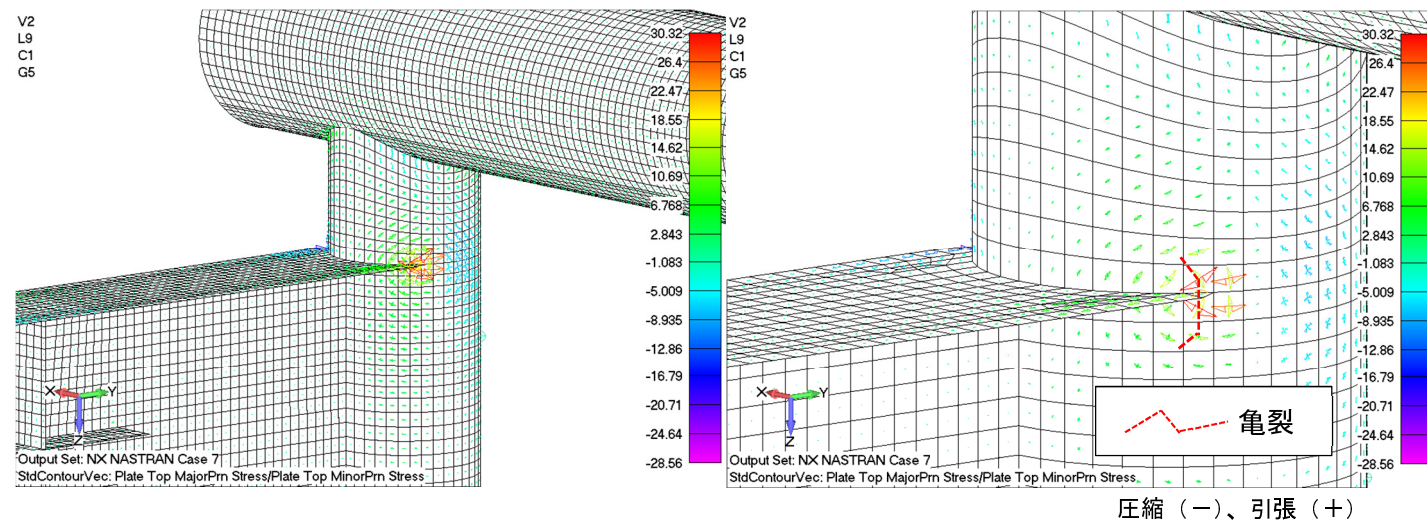 V2
L9
C1
G5
30.32
26.4
22.47
18.55
14.62
10.69
6.768
2.843
-1.083
-5.009
-8.935
-12.86
-16.79
-20.71
-24.64
-28.56
X
Y
Z
Output Set: NX NASTRAN Case 7
StdContourVec: Plate Top MajorPrn Stress/Plate Top MinorPrn Stress
V2
L9
C1
G5
30.32
26.4
22.47
18.55
14.62
10.69
6.768
2.843
-1.083
-5.009
-8.935
-12.86
-16.79
-20.71
-24.64
-28.56
X
Y
Z
亀裂
Output Set: NX NASTRAN Case 7
StdContourVec: Plate Top MajorPrn Stress/Plate Top MinorPrn Stress
圧縮（－）、引張（＋）